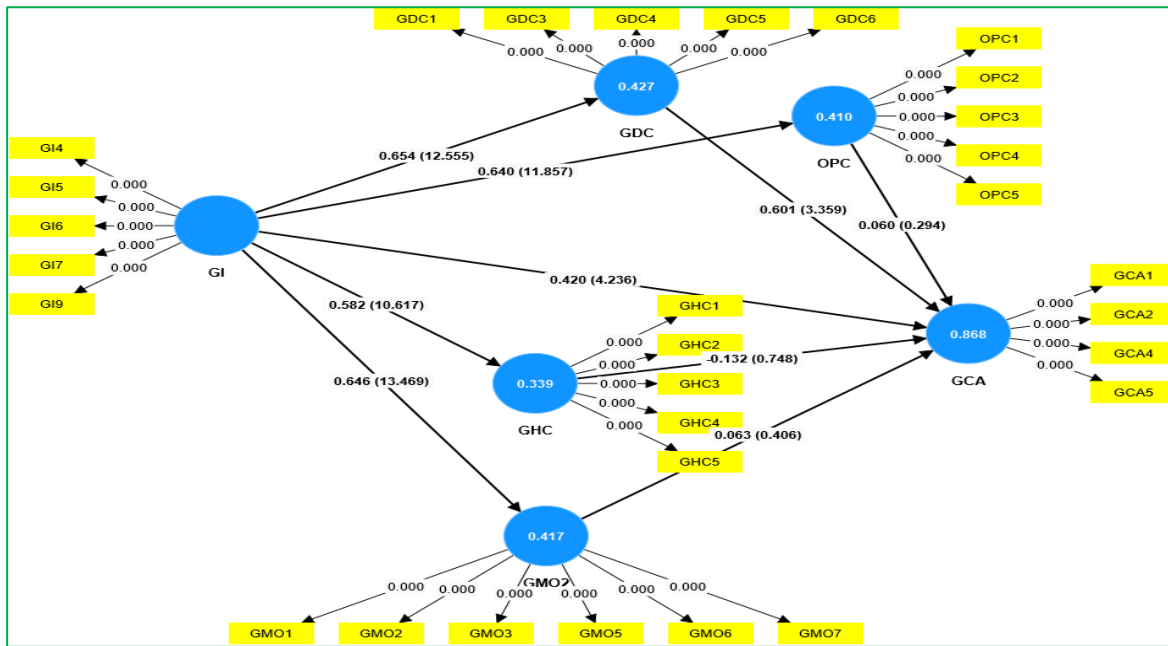 GDC1
GDC3
GDC4
GDC5
GDC6
0.000
0.000
0.000
0.000
0.000
0.427
GDC
OPC1
OPC2
OPC3
OPC4
OPC5
0.000
0.000
0.000
0.000
0.000
0.410
OPC
GI4
GI5
GI6
GI7
GI9
0.000
0.000
0.000
0.000
0.000
GI
0.654 (12.555)
0.640 (11.857)
0.601 (3.359)
0.060 (0.294)
0.420 (4.236)
0.582 (10.617)
0.646 (13.469)
-0.132 (0.748)
0.063 (0.406)
GHC1
GHC2
GHC3
GHC4
GHC5
0.000
0.000
0.000
0.000
0.000
0.339
GHC
GCA1
GCA2
GCA4
GCA5
0.000
0.000
0.000
0.000
0.868
GCA
0.417
GMO2
0.000
0.000
0.000
0.000
0.000
0.000
GMO1
GMO2
GMO3
GMO5
GMO6
GMO7